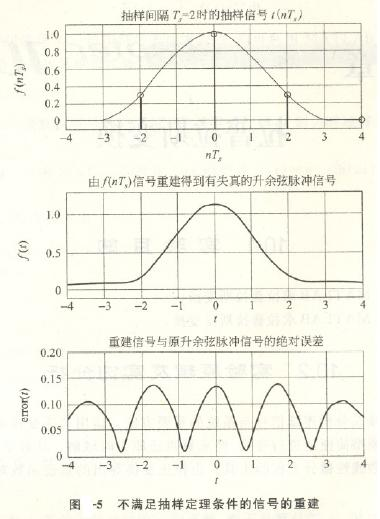 抽样间隔 Ts=2时的抽样信号 t(nTs)
f(nTs)
1.0
0.8
0.6
0.4
0.2
0
-4 -3 -2 -1 0 1 2 3 4
nTs
由 f(nTs)信号重建得到有失真的升余弦脉冲信号
f(t)
1.0
0.5
0
-4 -3 -2 -1 0 1 2 3 4
t
重建信号与原升余弦脉冲信号的绝对误差
error(t)
0.20
0.15
0.10
0.05
0
-4 -3 -2 -1 0 1 2 3 4
t
图 -5 不满足抽样定理条件的信号的重建